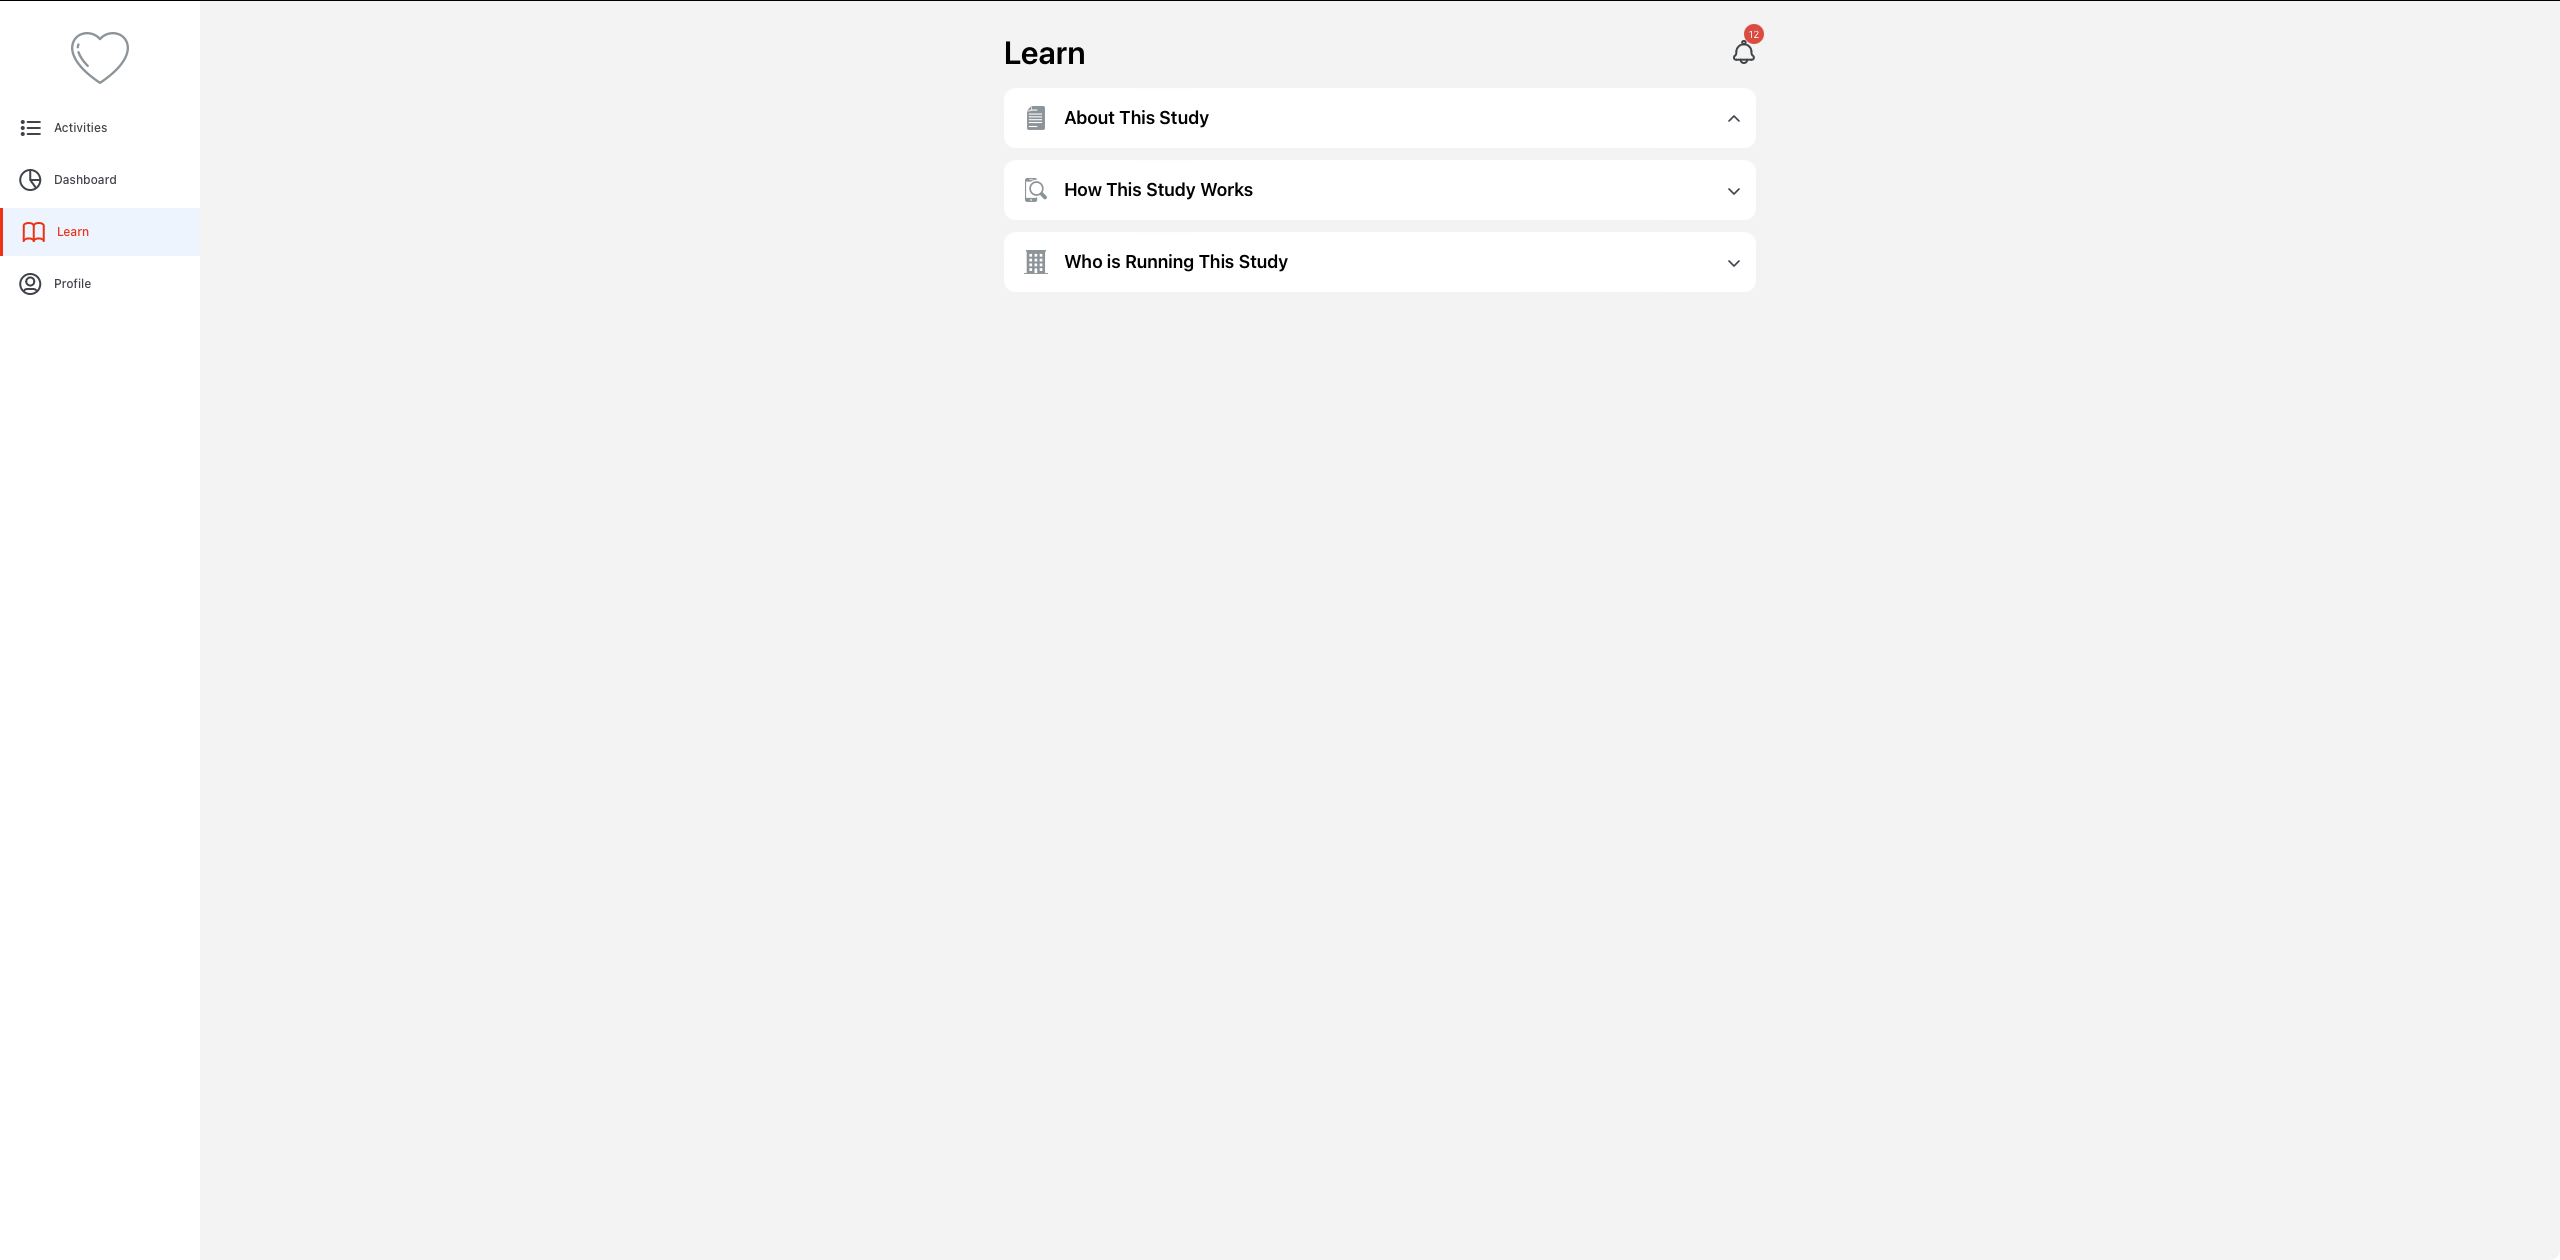 Activities
Dashboard
Learn
Profile
Learn
12
About This Study
How This Study Works
Who is Running This Study